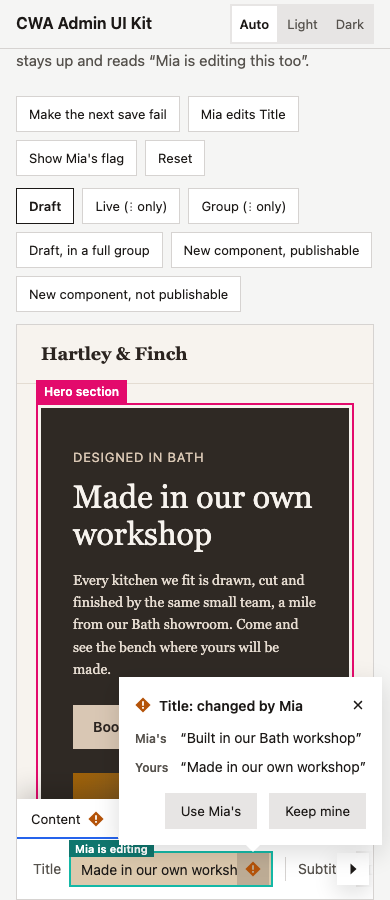 CWA Admin UI Kit
Auto
Light
Dark
stays up and reads “Mia is editing this too”.
Make the next save fail
Mia edits Title
Show Mia's flag
Reset
Draft
Live (⋮ only)
Group (⋮ only)
Draft, in a full group
New component, publishable
New component, not publishable
Hartley & Finch
Hero section
DESIGNED IN BATH
Made in our own
workshop
Every kitchen we fit is drawn, cut and
finished by the same small team, a mile
from our Bath showroom. Come and
see the bench where yours will be
made.
Boo
Title: changed by Mia
Mia's “Built in our Bath workshop”
Yours “Made in our own workshop”
Use Mia's
Keep mine
Content
Mia is editing
Title
Made in our own worksh
Subtit